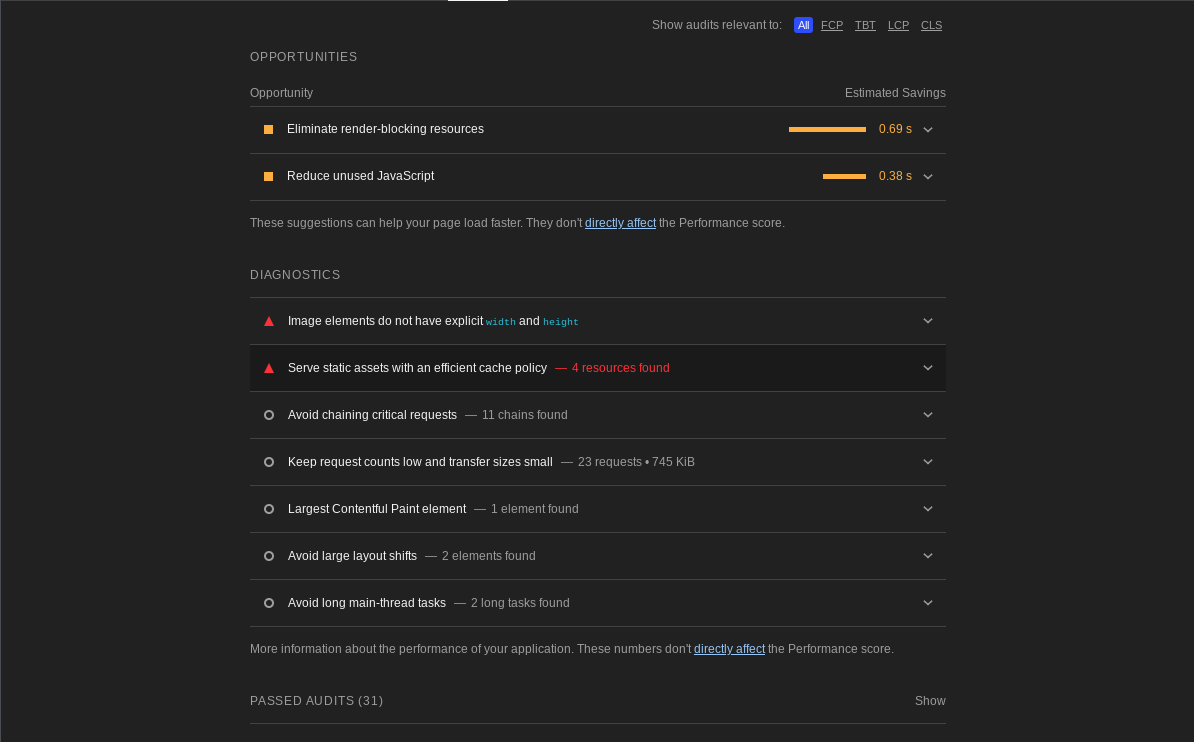 Show audits relevant to: All FCP TBT LCP CLS
OPPORTUNITIES
Opportunity Estimated Savings
Eliminate render-blocking resources 0.69 s
Reduce unused JavaScript 0.38 s
These suggestions can help your page load faster. They don't directly affect the Performance score.
DIAGNOSTICS
Image elements do not have explicit width and height
Serve static assets with an efficient cache policy — 4 resources found
Avoid chaining critical requests — 11 chains found
Keep request counts low and transfer sizes small — 23 requests • 745 KiB
Largest Contentful Paint element — 1 element found
Avoid large layout shifts — 2 elements found
Avoid long main-thread tasks — 2 long tasks found
More information about the performance of your application. These numbers don't directly affect the Performance score.
PASSED AUDITS (31) Show